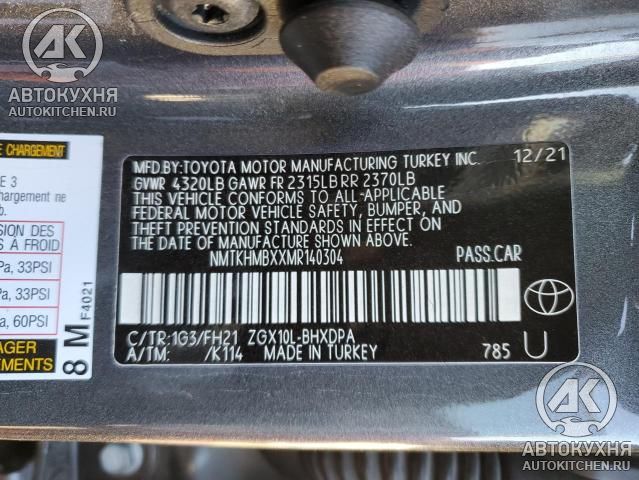 АК
АВТОКУХНЯ
AUTOKITCHEN.RU
E CHARGEMENT
E 3
hargement ne
b.
SION DES
S À FROID
Pa, 33PSI
Pa, 33PSI
a, 60PSI
AGER
LEMENTS
8 M F4021
MFD.BY:TOYOTA MOTOR MANUFACTURING TURKEY INC. 12/21
GVWR 4320LB GAWR FR 2315LB RR 2370LB
THIS VEHICLE CONFORMS TO ALL APPLICABLE
FEDERAL MOTOR VEHICLE SAFETY, BUMPER, AND
THEFT PREVENTION STANDARDS IN EFFECT ON
THE DATE OF MANUFACTURE SHOWN ABOVE.
NMTKHMBXXMR140304 PASS.CAR
C/TR:1G3/FH21 ZGX10L-BHXDPA
A/TM: /K114 MADE IN TURKEY 785 U
АК
АВТОКУХНЯ
AUTOKITCHEN.RU